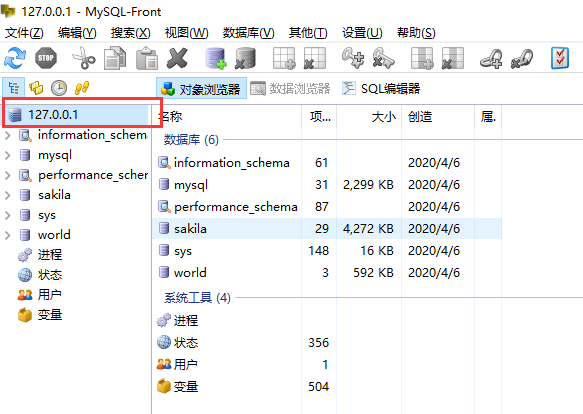 127.0.0.1 - MySQL-Front
文件(Z) 编辑(Y) 搜索(X) 视图(W) 数据库(V) 其他(T) 设置(U) 帮助(S)
STOP
对象浏览器 数据浏览器 SQL编辑器
127.0.0.1
information_schem
mysql
performance_scher
sakila
sys
world
进程
状态
用户
变量
名称 项... 大小 创造 属.
数据库 (6)
information_schema 61 2020/4/6
mysql 31 2,299 KB 2020/4/6
performance_schema 87 2020/4/6
sakila 29 4,272 KB 2020/4/6
sys 148 16 KB 2020/4/6
world 3 592 KB 2020/4/6
系统工具 (4)
进程
状态 356
用户 1
变量 504